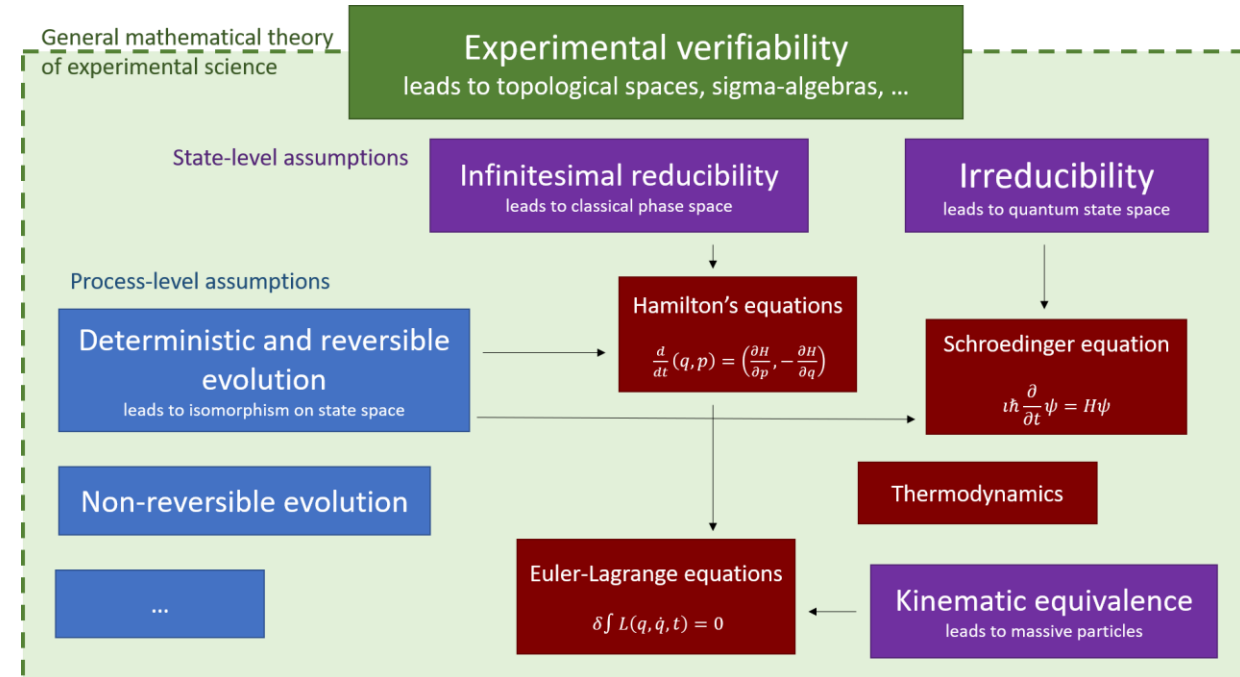 General mathematical theory
of experimental science
Experimental verifiability
leads to topological spaces, sigma-algebras, …
State-level assumptions
Infinitesimal reducibility
leads to classical phase space
Irreducibility
leads to quantum state space
Process-level assumptions
Deterministic and reversible
evolution
leads to isomorphism on state space
Hamilton's equations
d/dt (q, p) = (∂H/∂p, −∂H/∂q)
Schroedinger equation
ıħ ∂/∂t ψ = Hψ
Non-reversible evolution
Thermodynamics
…
Euler-Lagrange equations
δ∫ L(q, q̇, t) = 0
Kinematic equivalence
leads to massive particles